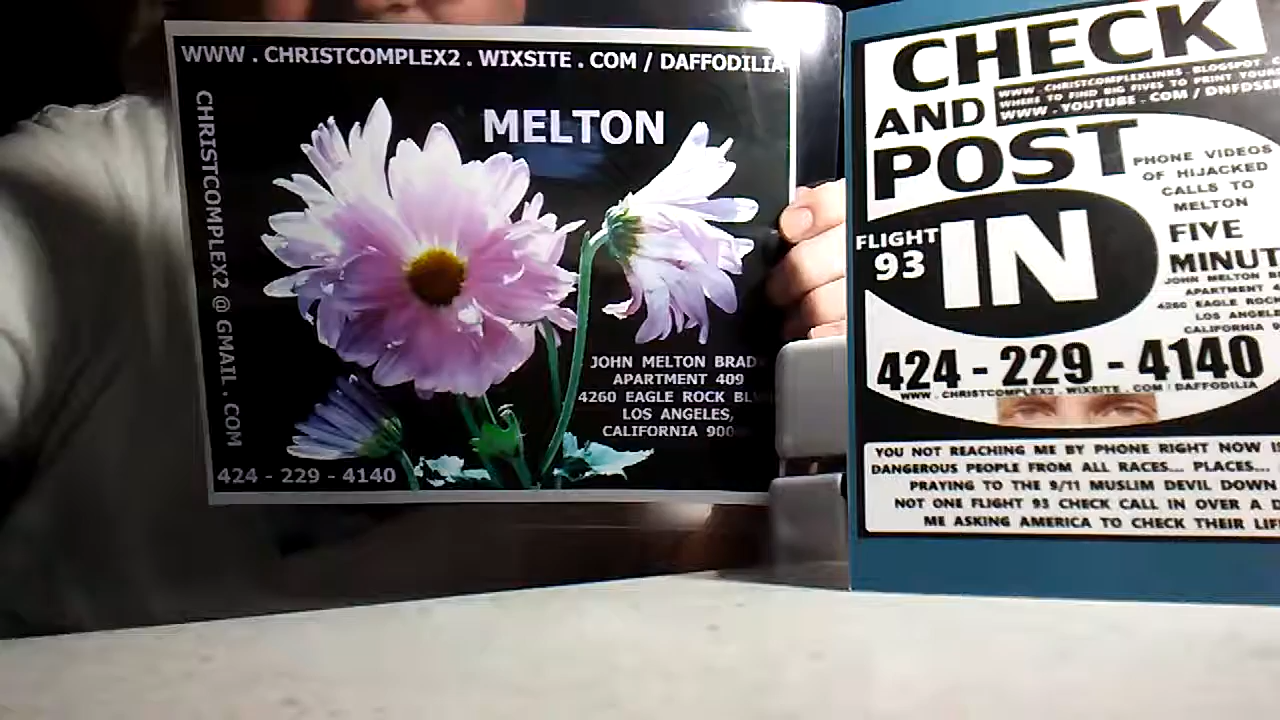 WWW . CHRISTCOMPLEX2 . WIXSITE . COM / DAFFODILIA
CHRISTCOMPLEX2 @ GMAIL . COM
MELTON
JOHN MELTON BRAD
APARTMENT 409
4260 EAGLE ROCK
LOS ANGELES,
CALIFORNIA 900
424 - 229 - 4140
CHECK
AND
WWW . CHRISTCOMPLEXLINKS . BLOGSPOT .
WHERE TO FIND BIG FIVES TO PRINT
WWW . YOUTUBE . COM /
POST
PHONE VIDEOS
OF HIJACKED
CALLS TO
MELTON
FLIGHT
93
IN
FIVE
MINUT
JOHN MELTON
APARTMENT
4260 EAGLE ROCK
LOS
CALIFORNIA
424 - 229 - 4140
WWW . CHRISTCOMPLEX2 . WIXSITE . COM / DAFFODILIA
YOU NOT REACHING ME BY PHONE RIGHT NOW
DANGEROUS PEOPLE FROM ALL RACES... PLACES...
PRAYING TO THE 9/11 MUSLIM DEVIL DOWN
NOT ONE FLIGHT 93 CHECK CALL IN OVER A
ME ASKING AMERICA TO CHECK THEIR